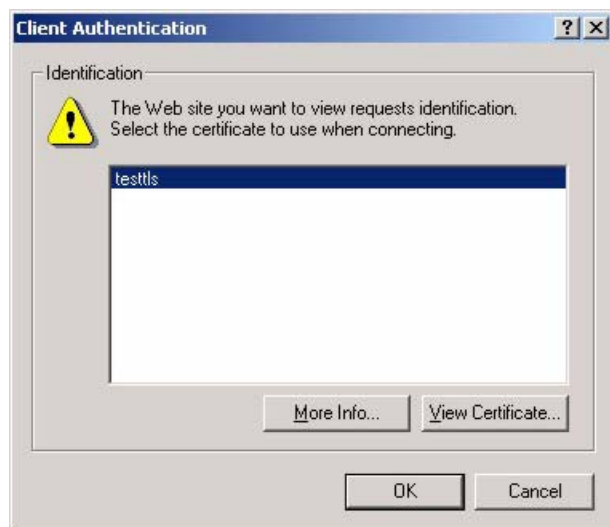 Client Authentication
Identification
The Web site you want to view requests identification.
Select the certificate to use when connecting.
testtls
More Info... View Certificate...
OK Cancel